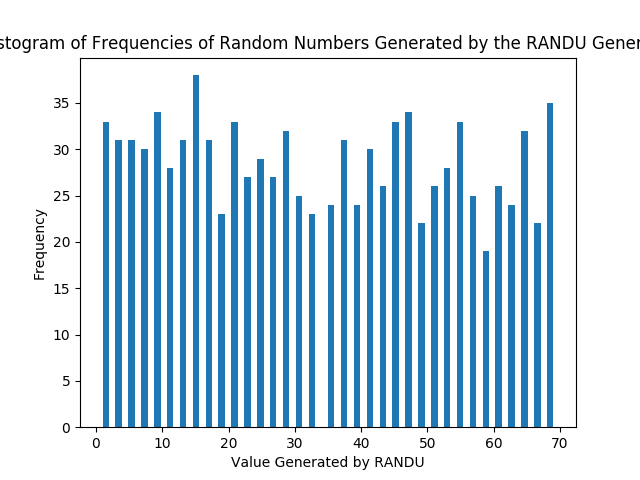 stogram of Frequencies of Random Numbers Generated by the RANDU Gener
Frequency
35
30
25
20
15
10
5
0
0 10 20 30 40 50 60 70
Value Generated by RANDU